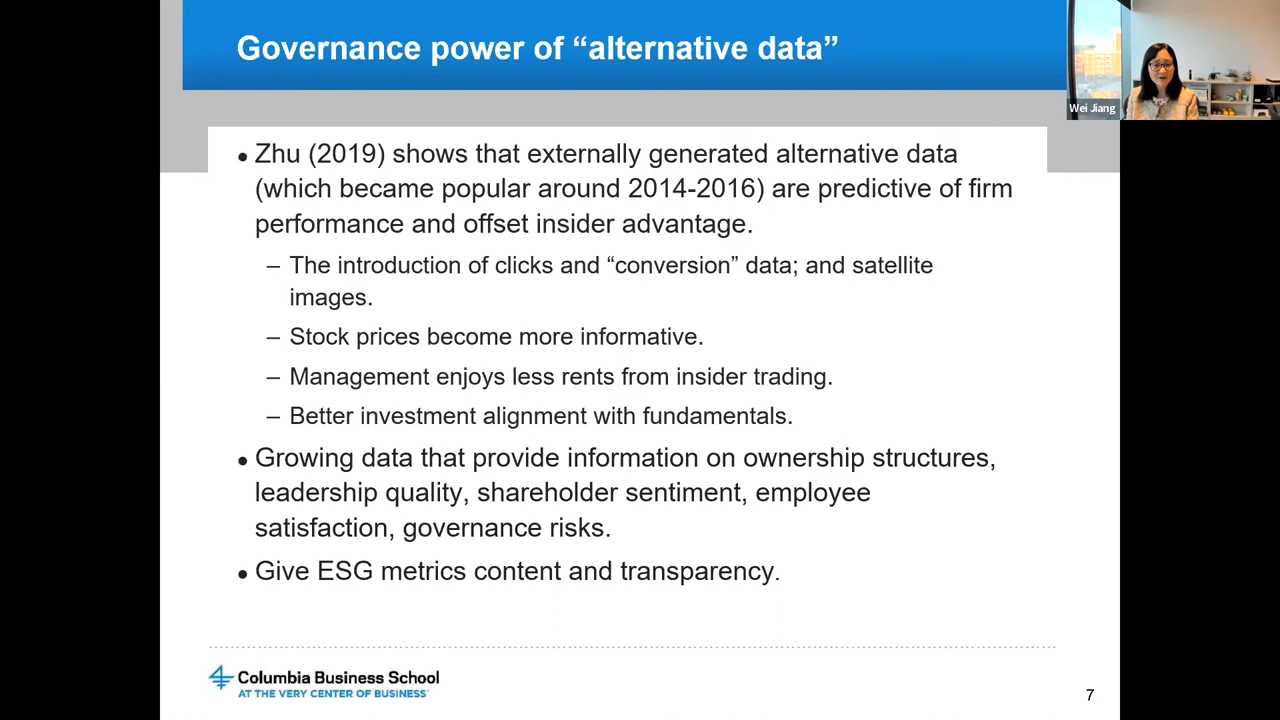 Governance power of “alternative data”
Wei Jiang
• Zhu (2019) shows that externally generated alternative data
(which became popular around 2014-2016) are predictive of firm
performance and offset insider advantage.
– The introduction of clicks and “conversion” data; and satellite
images.
– Stock prices become more informative.
– Management enjoys less rents from insider trading.
– Better investment alignment with fundamentals.
• Growing data that provide information on ownership structures,
leadership quality, shareholder sentiment, employee
satisfaction, governance risks.
• Give ESG metrics content and transparency.
Columbia Business School
AT THE VERY CENTER OF BUSINESS™
7